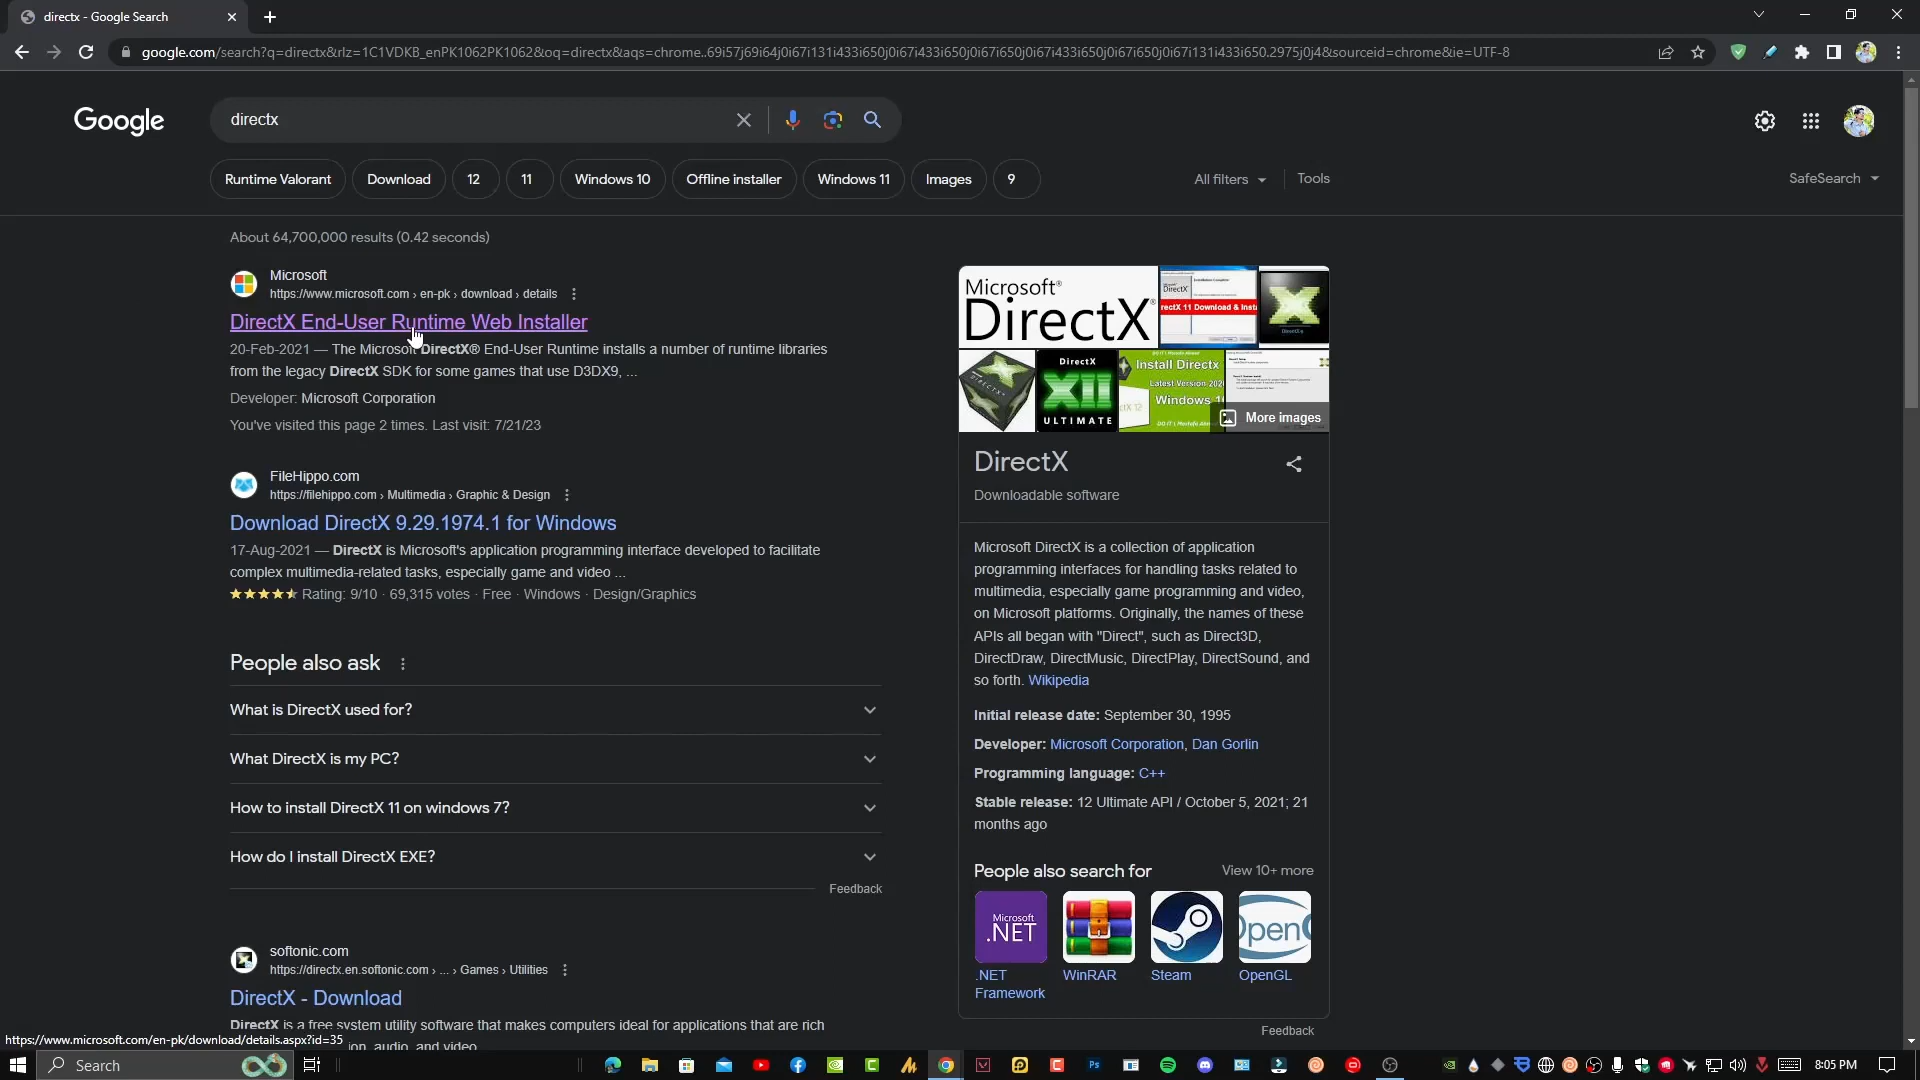 directx - Google Search
google.com/search?q=directx&rlz=1C1VDKB_enPK1062PK1062&oq=directx&aqs=chrome..69i57j69i64j0i67i131i433i650j0i67i433i650j0i67i650j0i67i650j0i67i650j0i67i131i433i650.2975j0j4&sourceid=chrome&ie=UTF-8
Google
directx
Runtime Valorant
Download
12
11
Windows 10
Offline installer
Windows 11
Images
9
All filters
Tools
SafeSearch
About 64,700,000 results (0.42 seconds)
Microsoft
https://www.microsoft.com › en-pk › download › details
DirectX End-User Runtime Web Installer
20-Feb-2021 — The Microsoft DirectX® End-User Runtime installs a number of runtime libraries
from the legacy DirectX SDK for some games that use D3DX9, ...
Developer: Microsoft Corporation
You've visited this page 2 times. Last visit: 7/21/23
FileHippo.com
https://filehippo.com › Multimedia › Graphic & Design
Download DirectX 9.29.1974.1 for Windows
17-Aug-2021 — DirectX is Microsoft's application programming interface developed to facilitate
complex multimedia-related tasks, especially game and video ...
Rating: 9/10 · 69,315 votes · Free · Windows · Design/Graphics
People also ask
What is DirectX used for?
What DirectX is my PC?
How to install DirectX 11 on windows 7?
How do I install DirectX EXE?
Feedback
softonic.com
https://directx.en.softonic.com › ... › Games › Utilities
DirectX - Download
DirectX is a free system utility software that makes computers ideal for applications that are rich
ion, audio, and video
https://www.microsoft.com/en-pk/download/details.aspx?id=35
Microsoft®
DirectX®
rectX 11 Download & Insta
DirectX
XII
ULTIMATE
Install Directx
Latest Version 202
Windows 1
More images
DirectX
Downloadable software
Microsoft DirectX is a collection of application
programming interfaces for handling tasks related to
multimedia, especially game programming and video,
on Microsoft platforms. Originally, the names of these
APIs all began with "Direct", such as Direct3D,
DirectDraw, DirectMusic, DirectPlay, DirectSound, and
so forth. Wikipedia
Initial release date: September 30, 1995
Developer: Microsoft Corporation, Dan Gorlin
Programming language: C++
Stable release: 12 Ultimate API / October 5, 2021; 21
months ago
People also search for
View 10+ more
Microsoft
.NET
OpenG
.NET
Framework
WinRAR
Steam
OpenGL
Feedback
Search
8:05 PM